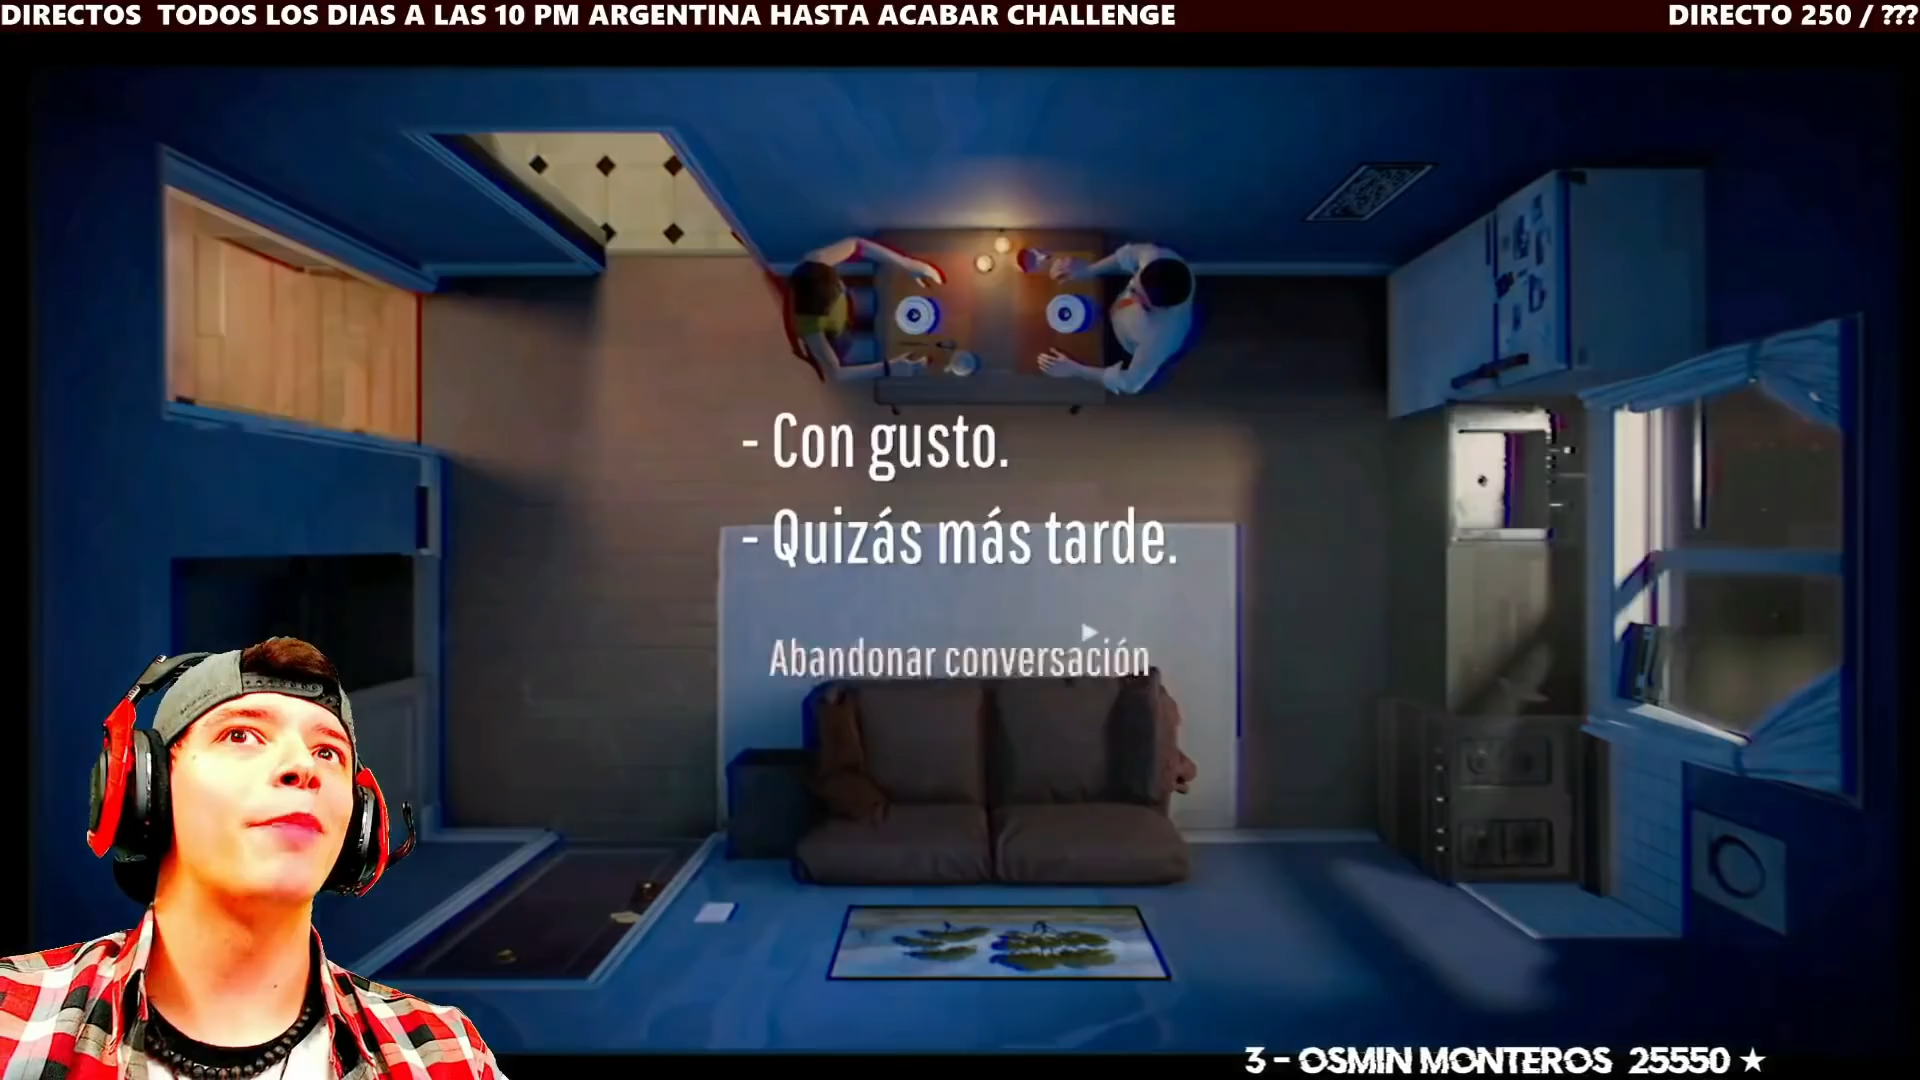 DIRECTOS TODOS LOS DIAS A LAS 10 PM ARGENTINA HASTA ACABAR CHALLENGE
DIRECTO 250 / ???
- Con gusto.
- Quizás más tarde.
Abandonar conversación
3 - OSMIN MONTEROS 25550 ★